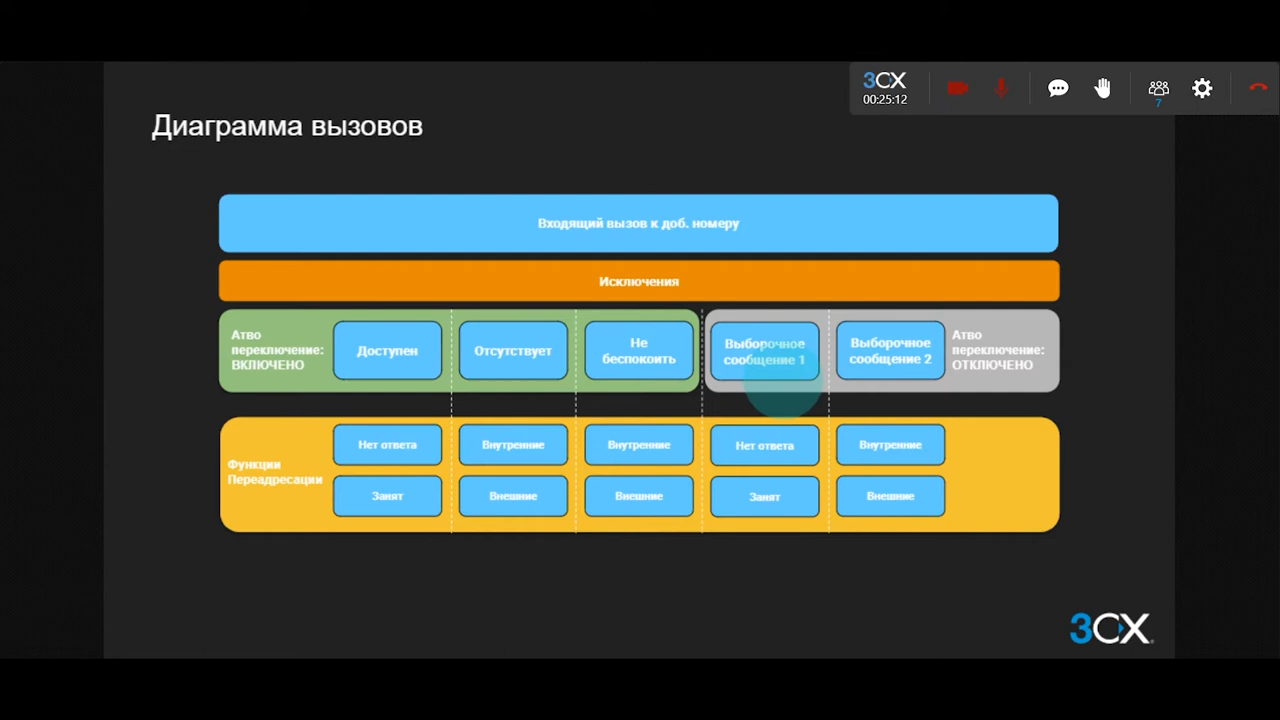 3CX
00:25:12
7
Диаграмма вызовов
Входящий вызов к доб. номеру
Исключения
Атво
переключение:
ВКЛЮЧЕНО
Доступен
Отсутствует
Не
беспокоить
Выборочное
сообщение 1
Выборочное
сообщение 2
Атво
переключение:
ОТКЛЮЧЕНО
Функции
Переадресации
Нет ответа
Внутренние
Внутренние
Нет ответа
Внутренние
Занят
Внешние
Внешние
Занят
Внешние
3CX